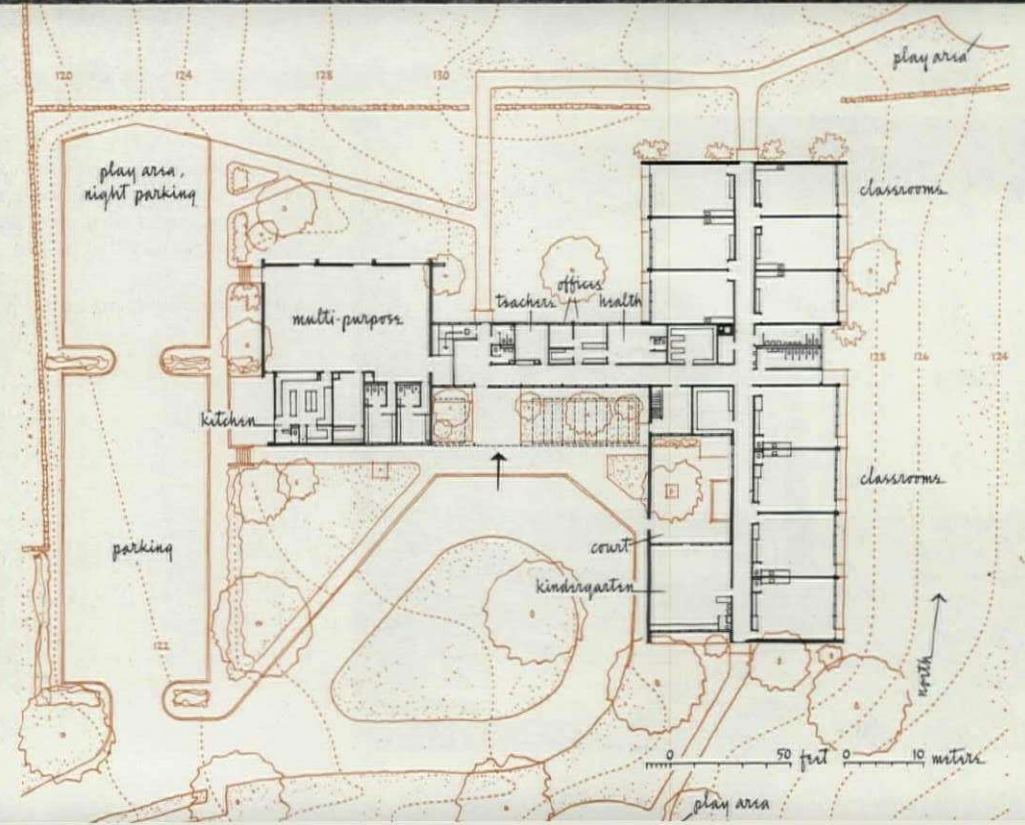 120
124
128
130
play area
play area,
night parking
classrooms
offices
teachers
health
multi-purpose
128
126
124
kitchen
classrooms
parking
court
kindergarten
122
north
0
50 feet
0
10 meters
play area